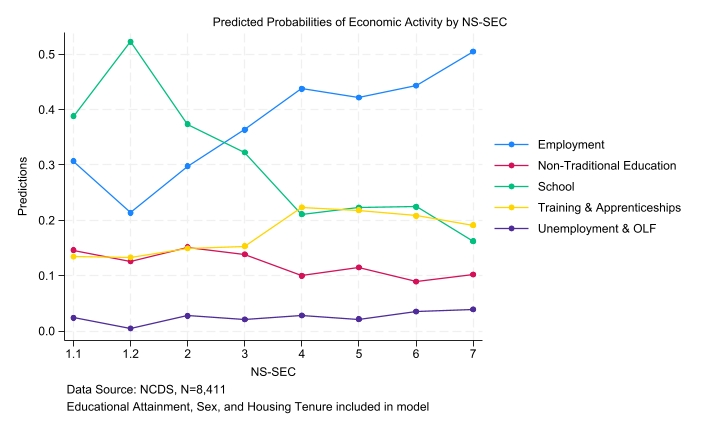 Predicted Probabilities of Economic Activity by NS-SEC
0.5
0.4
0.3
0.2
0.1
0.0
Predictions
1.1 1.2 2 3 4 5 6 7
NS-SEC
Employment
Non-Traditional Education
School
Training & Apprenticeships
Unemployment & OLF
Data Source: NCDS, N=8,411
Educational Attainment, Sex, and Housing Tenure included in model